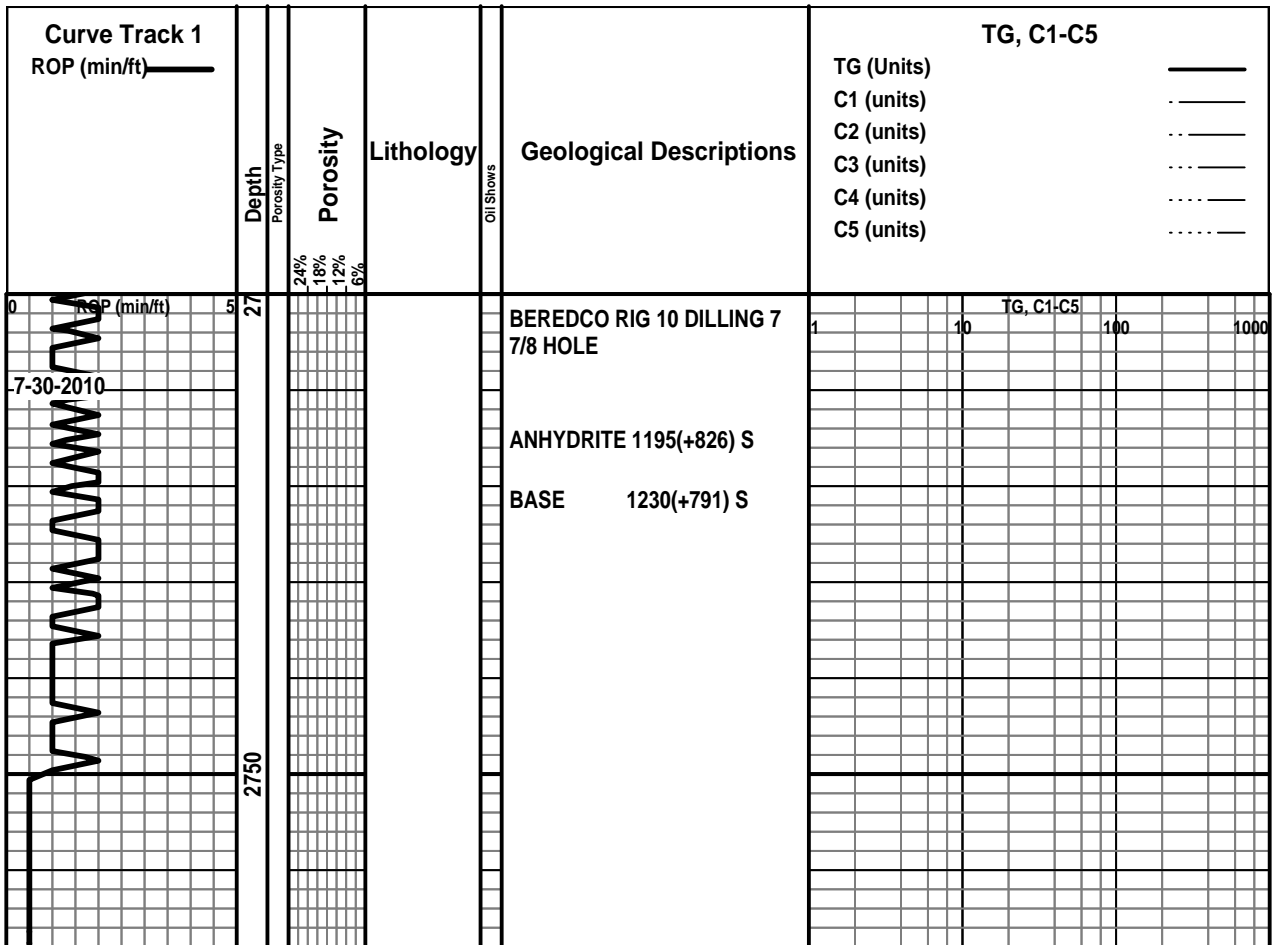 Curve Track 1
ROP (min/ft)
Depth
Porosity Type
Porosity
24%
18%
12%
6%
Lithology
Oil Shows
Geological Descriptions
TG, C1-C5
TG (Units)
C1 (units)
C2 (units)
C3 (units)
C4 (units)
C5 (units)
0 ROP (min/ft) 5
27
TG, C1-C5
1 10 100 1000
BEREDCO RIG 10 DILLING 7
7/8 HOLE
7-30-2010
ANHYDRITE 1195(+826) S
BASE 1230(+791) S
2750